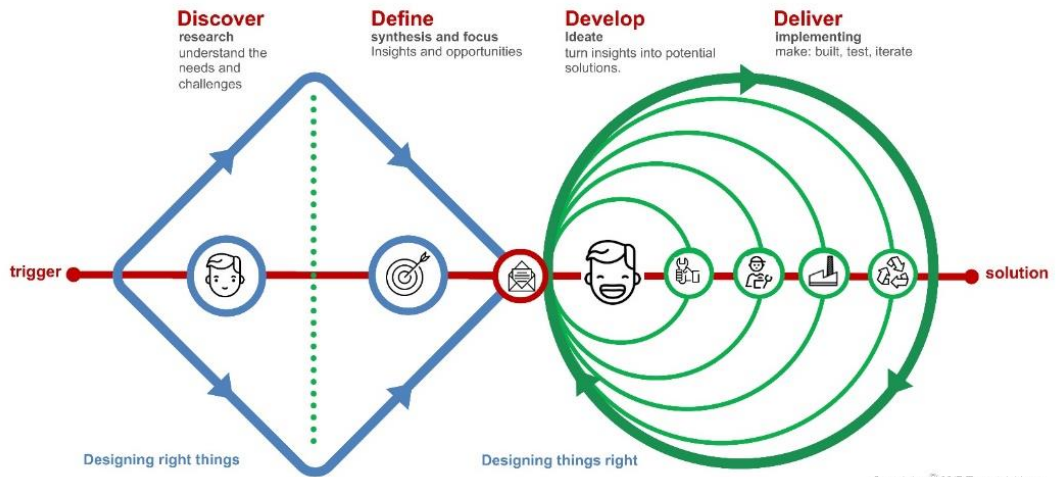 Discover
research
understand the
needs and
challenges
Define
synthesis and focus
Insights and opportunities
Develop
Ideate
turn insights into potential
solutions.
Deliver
implementing
make: built, test, iterate
trigger
solution
Designing right things
Designing things right